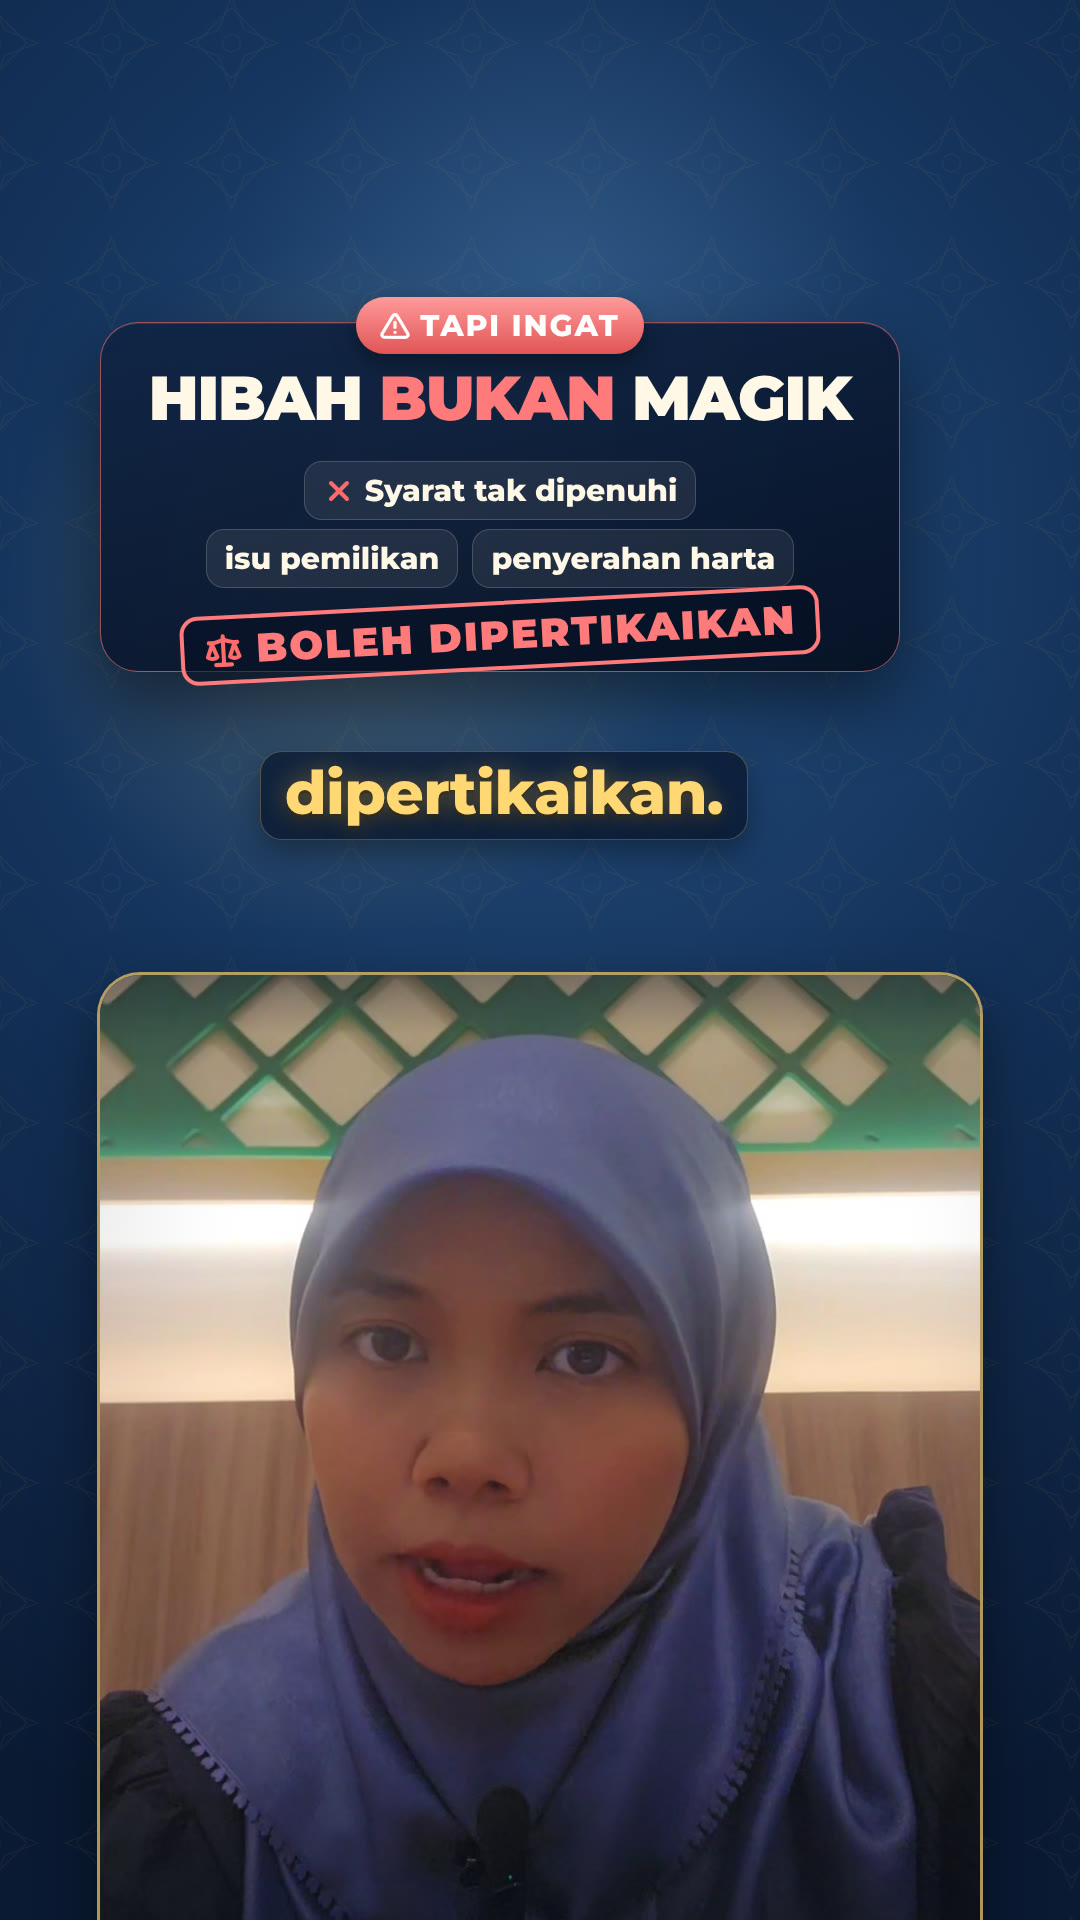 TAPI INGAT
HIBAH BUKAN MAGIK
Syarat tak dipenuhi
isu pemilikan penyerahan harta
BOLEH DIPERTIKAIKAN
dipertikaikan.